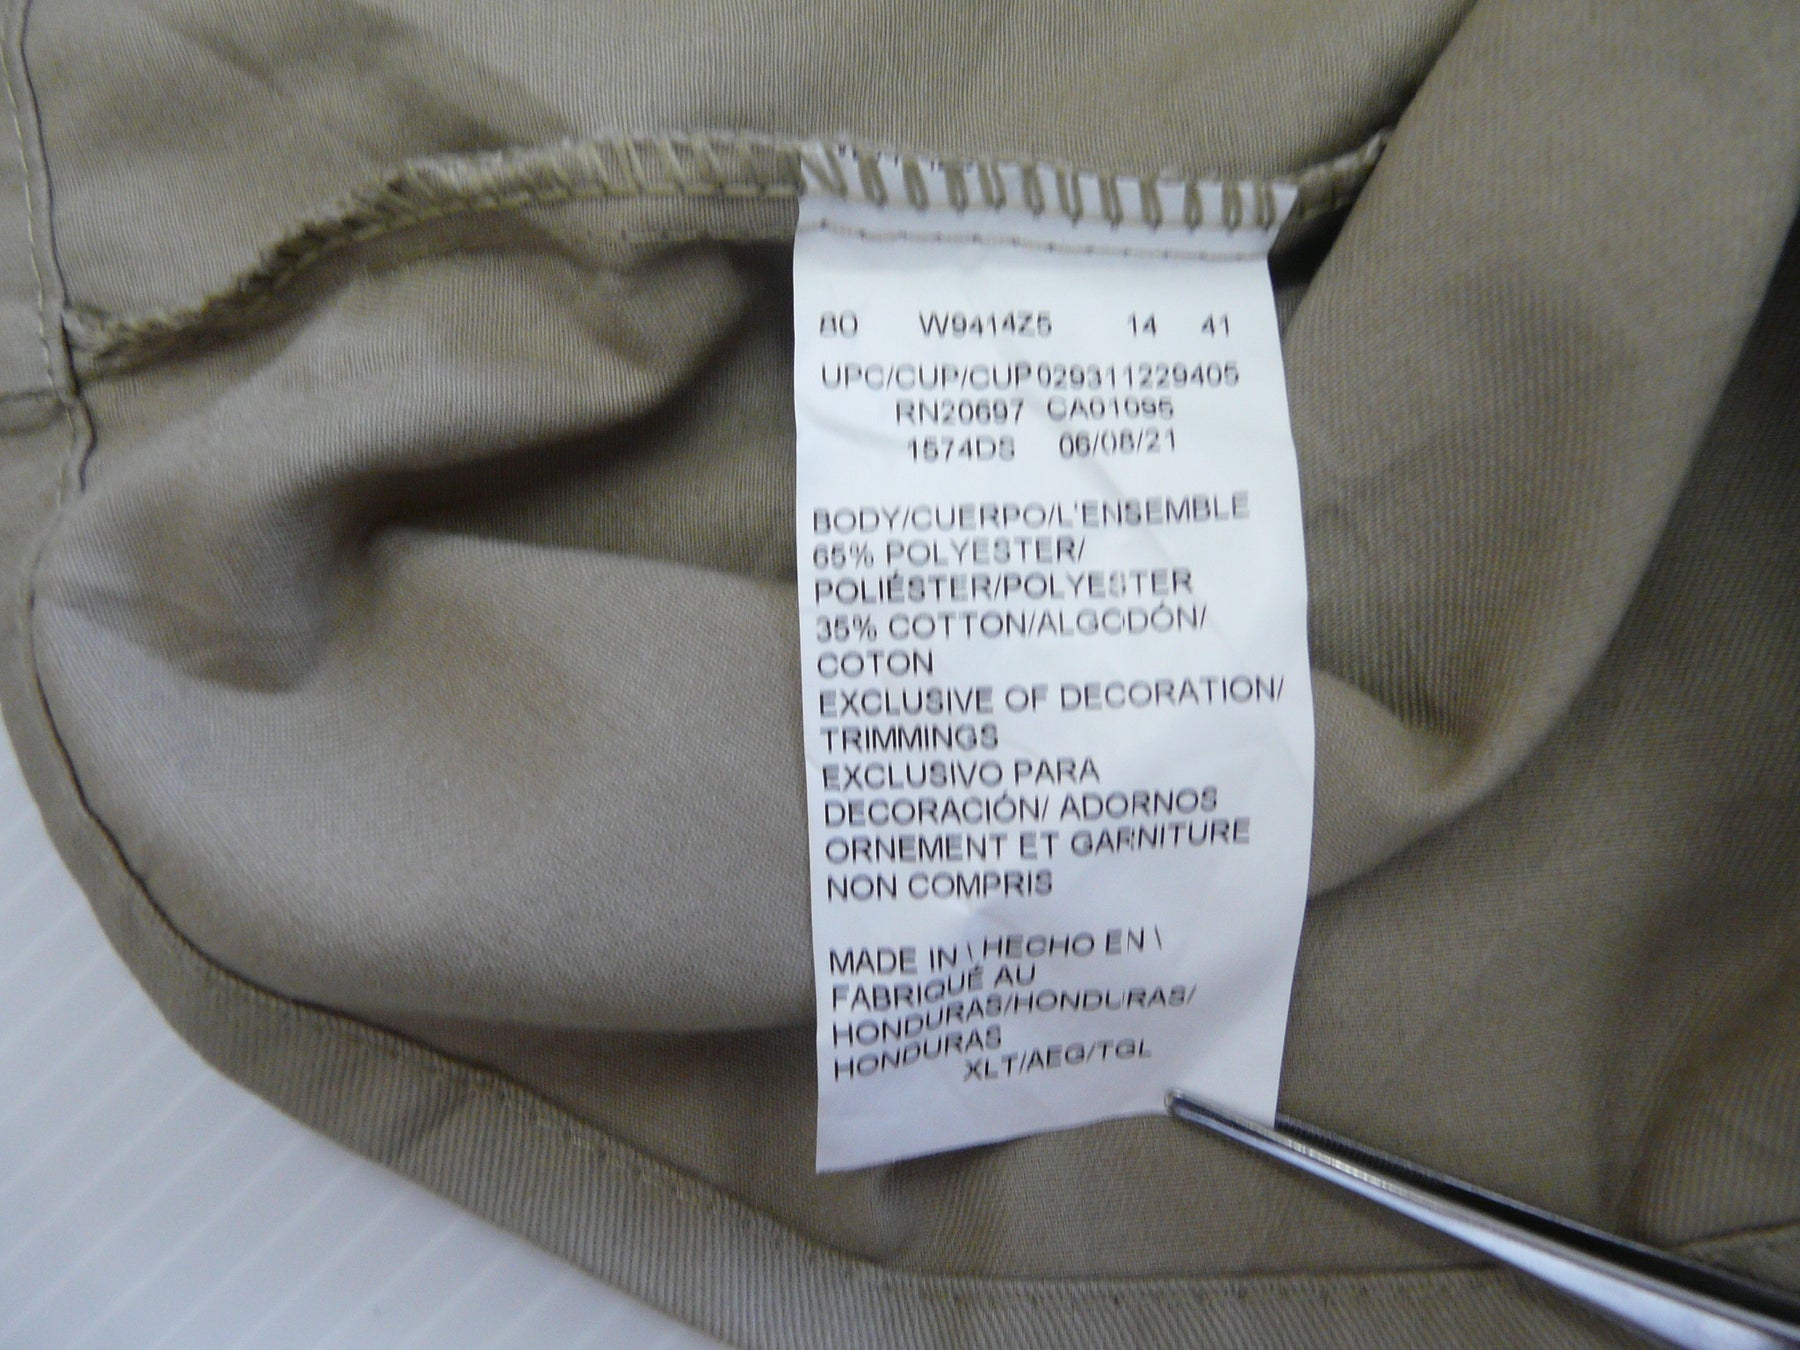 80 W9414Z5 14 41
UPC/CUP/CUP029311229405
RN20697 CA01095
1574DS 06/08/21
BODY/CUERPO/L'ENSEMBLE
65% POLYESTER/
POLIÉSTER/POLYESTER
35% COTTON/ALGODÓN/
COTON
EXCLUSIVE OF DECORATION/
TRIMMINGS
EXCLUSIVO PARA
DECORACIÓN/ ADORNOS
ORNEMENT ET GARNITURE
NON COMPRIS
MADE IN \ HECHO EN \
FABRIQUÉ AU
HONDURAS/HONDURAS/
HONDURAS
XLT/AEG/TGL